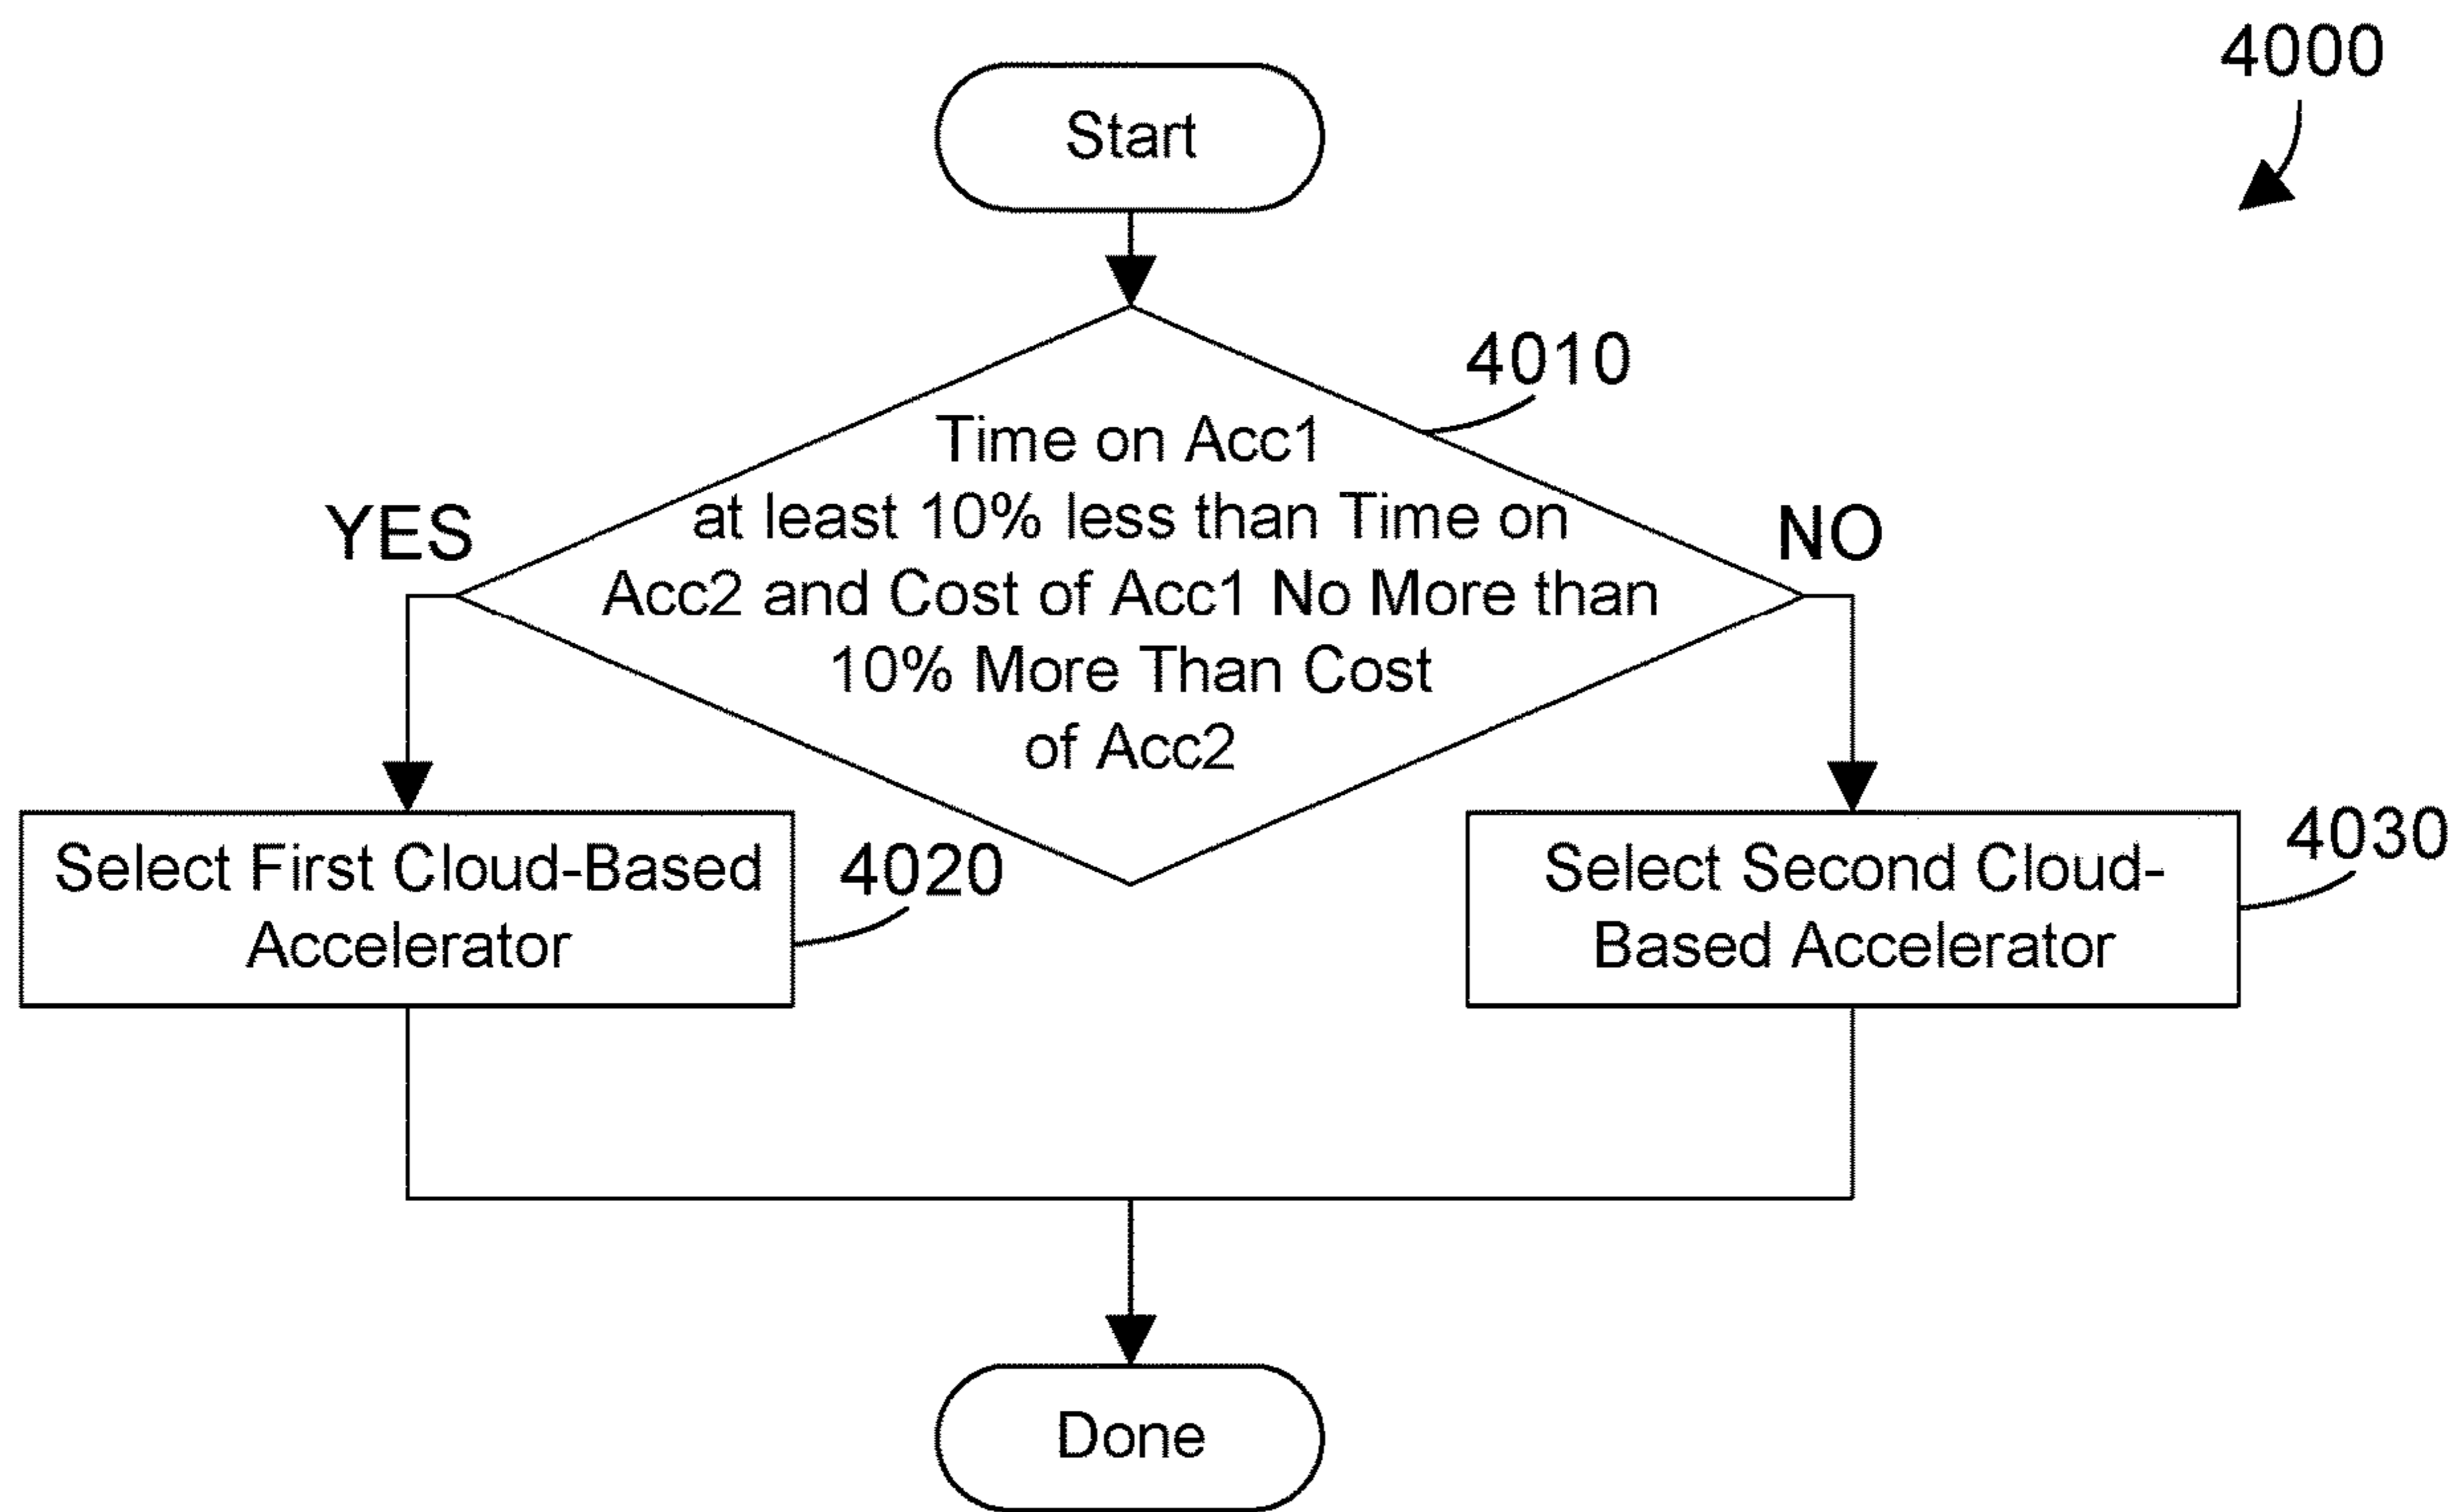 4000
Start
4010
Time on Acc1
at least 10% less than Time on
Acc2 and Cost of Acc1 No More than
10% More Than Cost
of Acc2
YES
NO
Select First Cloud-Based
Accelerator
4020
Select Second Cloud-
Based Accelerator
4030
Done